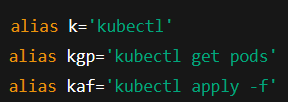 alias k='kubectl'
alias kgp='kubectl get pods'
alias kaf='kubectl apply -f'